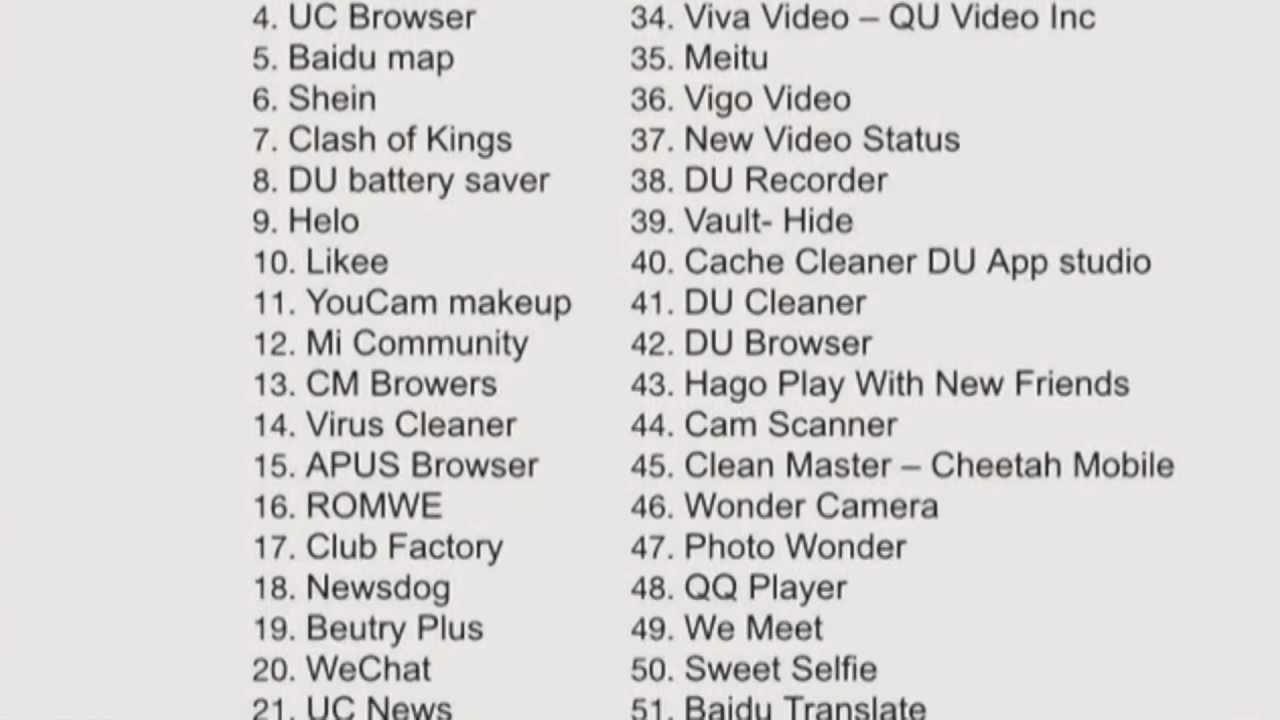 4. UC Browser
5. Baidu map
6. Shein
7. Clash of Kings
8. DU battery saver
9. Helo
10. Likee
11. YouCam makeup
12. Mi Community
13. CM Browers
14. Virus Cleaner
15. APUS Browser
16. ROMWE
17. Club Factory
18. Newsdog
19. Beutry Plus
20. WeChat
21. UC News
34. Viva Video – QU Video Inc
35. Meitu
36. Vigo Video
37. New Video Status
38. DU Recorder
39. Vault- Hide
40. Cache Cleaner DU App studio
41. DU Cleaner
42. DU Browser
43. Hago Play With New Friends
44. Cam Scanner
45. Clean Master – Cheetah Mobile
46. Wonder Camera
47. Photo Wonder
48. QQ Player
49. We Meet
50. Sweet Selfie
51. Baidu Translate